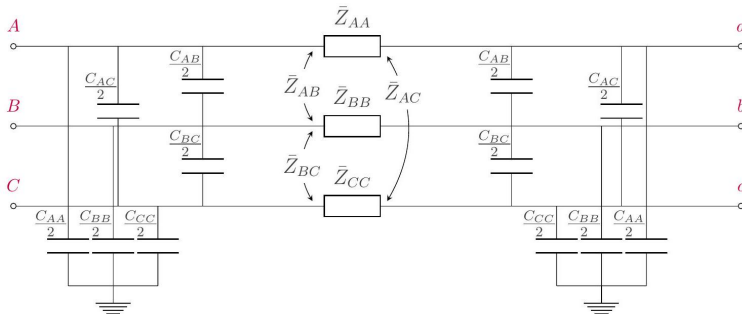 A
Z̄_AA
C_AB/2
C_AB/2
C_AC/2
Z̄_AB
Z̄_AC
C_AC/2
B
Z̄_BB
b
C_BC/2
C_BC/2
Z̄_BC
C
Z̄_CC
C_AA/2 C_BB/2 C_CC/2
C_CC/2 C_BB/2 C_AA/2